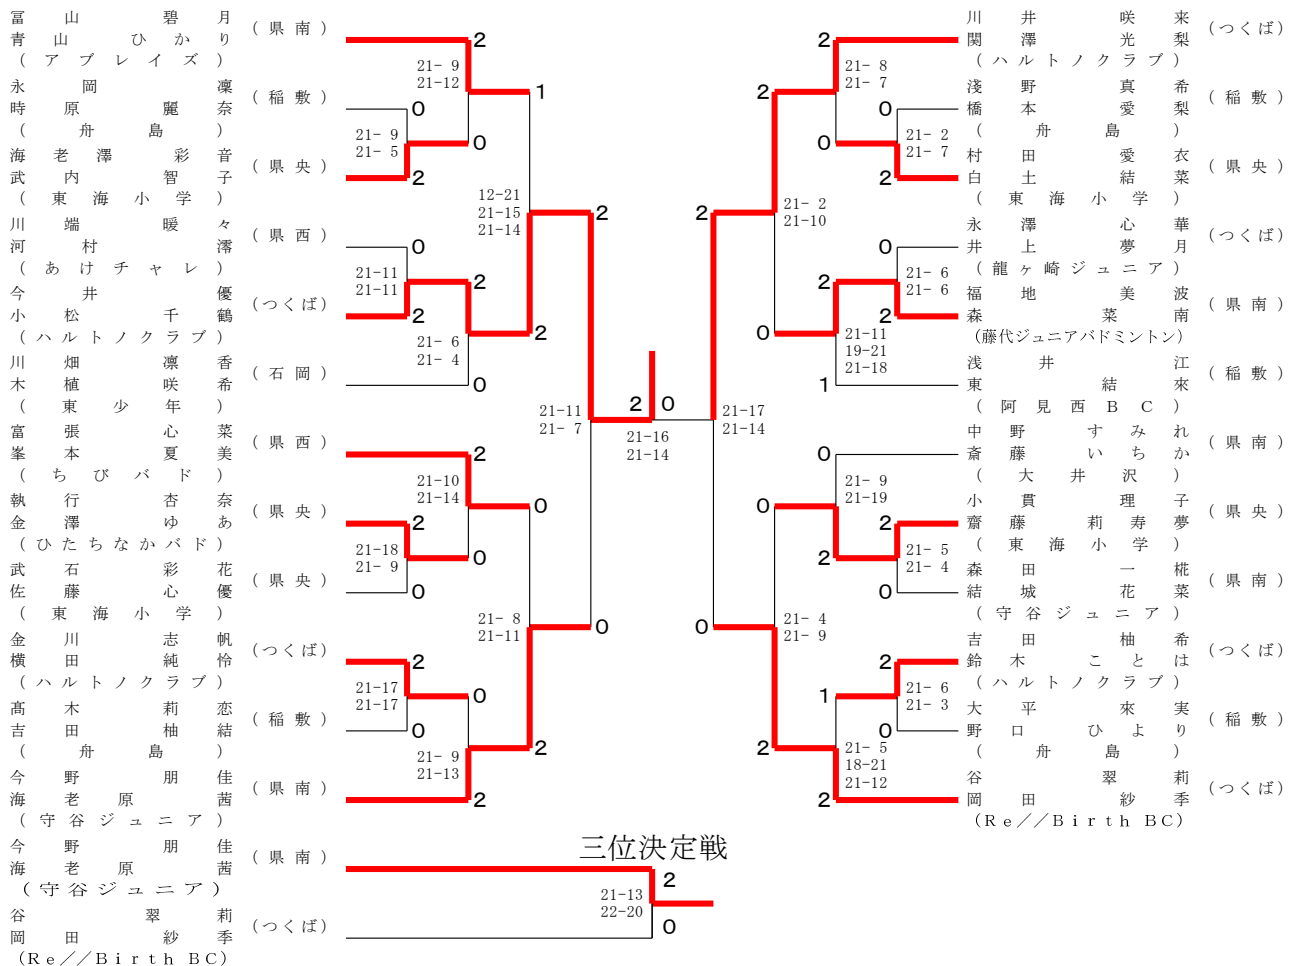 冨山 碧月
青山 ひかり
(アプレイズ)
(県南)
永岡 凜
時原 麗奈
(舟島)
(稲敷)
海老澤 彩音
武内 智子
(東海小学)
(県央)
川端 暖々
河村 澪
(あけチャレ)
(県西)
今井 優
小松 千鶴
(ハルトノクラブ)
(つくば)
川畑 凛香
木植 咲希
(東少年)
(石岡)
富張 心菜
峯本 夏美
(ちびバド)
(県西)
執行 杏奈
金澤 ゆあ
(ひたちなかバド)
(県央)
武石 彩花
佐藤 心優
(東海小学)
(県央)
金川 志帆
横田 純怜
(ハルトノクラブ)
(つくば)
髙木 莉恋
吉田 柚結
(舟島)
(稲敷)
今野 朋佳
海老原 茜
(守谷ジュニア)
(県南)
2
21- 9
21-12
1
0
21- 9
21- 5
0
2
12-21
21-15
21-14
2
0
21-11
21-11
2
2
2
21- 6
21- 4
0
21-11
21- 7
2
21-10
21-14
0
2
21-18
21- 9
0
0
21- 8
21-11
0
2
21-17
21-17
0
0
2
21- 9
21-13
2
2 0
21-16
21-14
川井 咲来
関澤 光梨
(ハルトノクラブ)
(つくば)
淺野 真希
橋本 愛梨
(舟島)
(稲敷)
村田 愛衣
白土 結菜
(東海小学)
(県央)
永澤 心華
井上 夢月
(龍ヶ崎ジュニア)
(つくば)
福地 美波
森 菜南
(藤代ジュニアバドミントン)
(県南)
浅井 江
東 結來
(阿見西BC)
(稲敷)
中野 すみれ
斎藤 いちか
(大井沢)
(県南)
小貫 理子
齋藤 莉寿夢
(東海小学)
(県央)
森田 一椛
結城 花菜
(守谷ジュニア)
(県南)
吉田 柚希
鈴木 ことは
(ハルトノクラブ)
(つくば)
大平 來実
野口 ひより
(舟島)
(稲敷)
谷 翠莉
岡田 紗季
(Re//Birth BC)
(つくば)
2
21- 8
21- 7
2
0
21- 2
21- 7
0
2
21- 2
21-10
2
0
21- 6
21- 6
2
2
0
21-11
19-21
21-18
1
21-17
21-14
0
21- 9
21-19
0
2
21- 5
21- 4
2
0
21- 4
21- 9
0
2
21- 6
21- 3
1
0
2
21- 5
18-21
21-12
2
三位決定戦
今野 朋佳
海老原 茜
(守谷ジュニア)
(県南)
谷 翠莉
岡田 紗季
(Re//Birth BC)
(つくば)
2
21-13
22-20
0